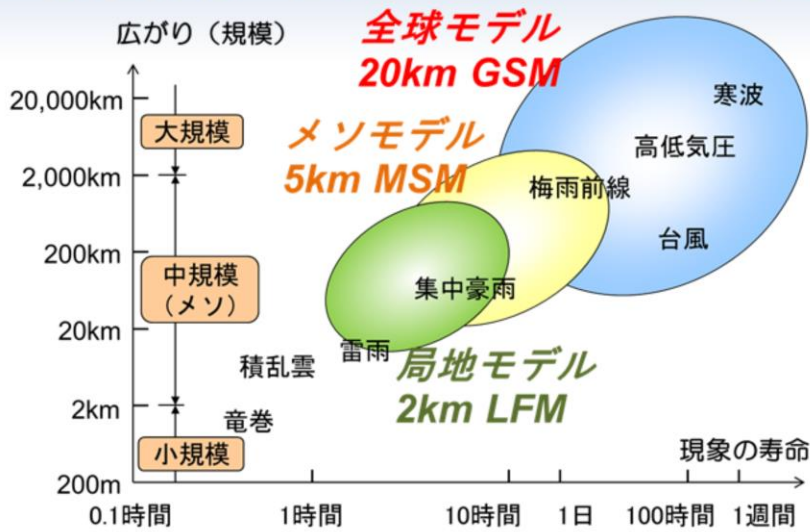 広がり（規模）
全球モデル
20km GSM
20,000km
寒波
大規模
メソモデル
高低気圧
2,000km
5km MSM
梅雨前線
200km
台風
中規模
（メソ）
集中豪雨
20km
雷雨
局地モデル
積乱雲
2km
2km LFM
竜巻
小規模
現象の寿命
200m
0.1時間
1時間
10時間
1日
100時間
1週間